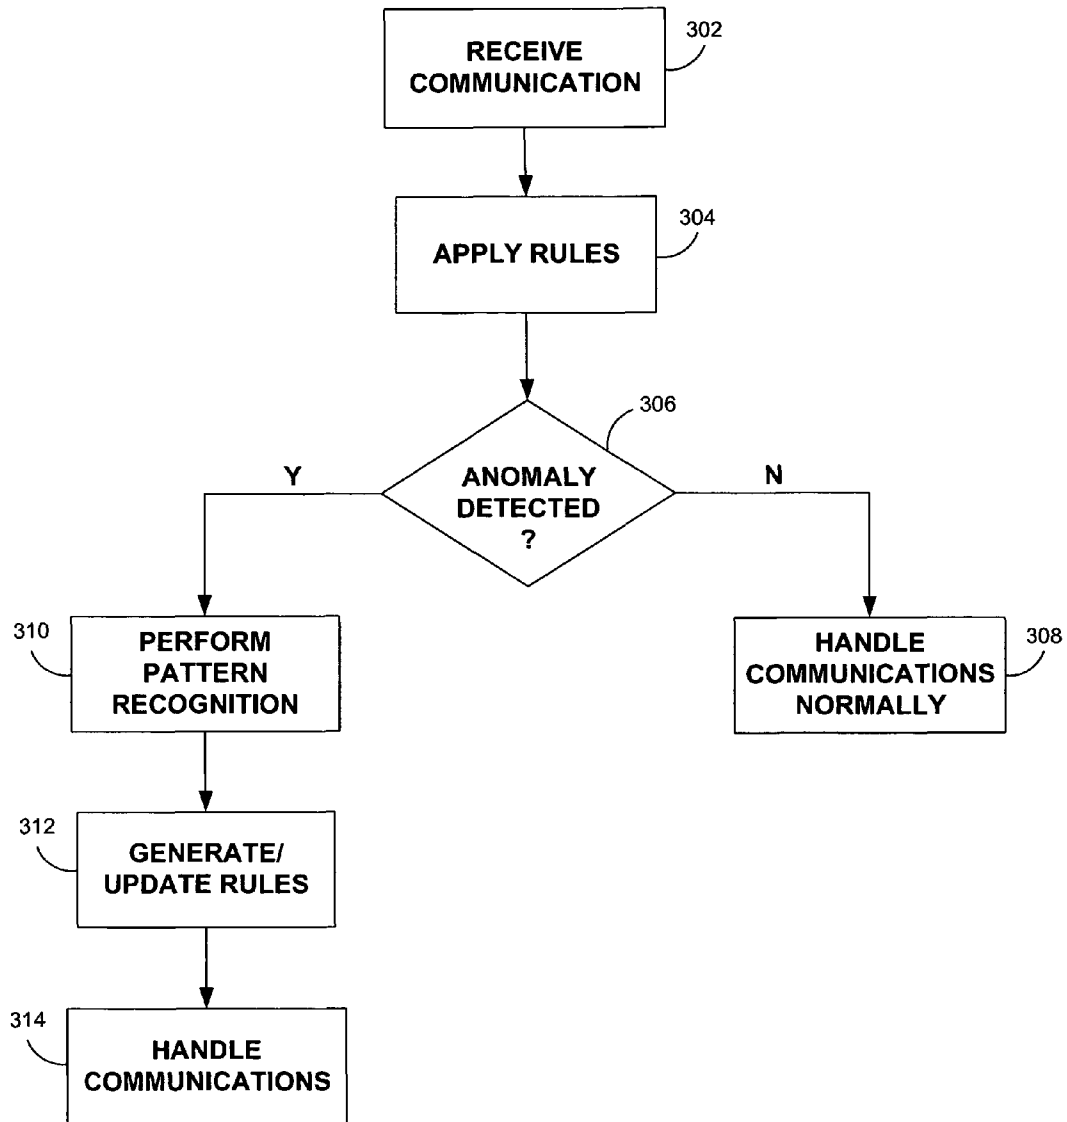 RECEIVE
COMMUNICATION
302
APPLY RULES
304
306
ANOMALY
DETECTED
?
Y
N
310
PERFORM
PATTERN
RECOGNITION
HANDLE
COMMUNICATIONS
NORMALLY
308
312
GENERATE/
UPDATE RULES
314
HANDLE
COMMUNICATIONS